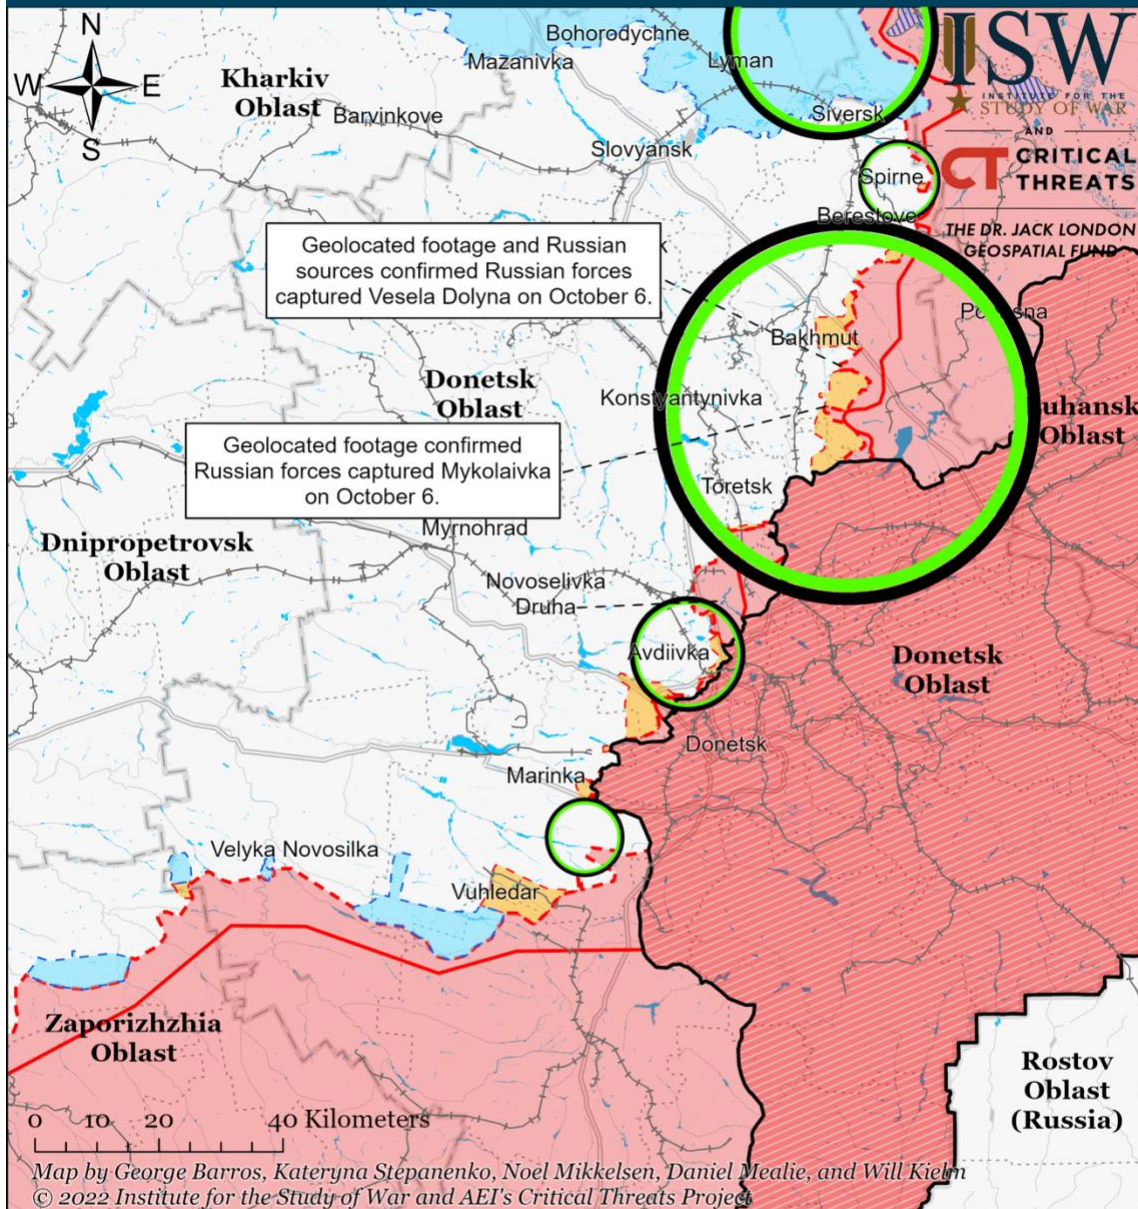 N
W
E
S
Kharkiv
Oblast
Bohorodychne
Mazanivka
Lyman
Barvinkove
Siversk
Slovyansk
Spirne
Berestove
ISW
INSTITUTE FOR THE
STUDY OF WAR
AND
CT CRITICAL
THREATS
THE DR. JACK LONDON
GEOSPATIAL FUND
Geolocated footage and Russian
sources confirmed Russian forces
captured Vesela Dolyna on October 6.
k
Bakhmut
Donetsk
Oblast
Konstyantynivka
uhansk
Oblast
Geolocated footage confirmed
Russian forces captured Mykolaivka
on October 6.
Toretsk
Myrnohrad
Dnipropetrovsk
Oblast
Novoselivka
Druha
Avdiivka
Donetsk
Oblast
Donetsk
Marinka
Velyka Novosilka
Vuhledar
Zaporizhzhia
Oblast
Rostov
Oblast
(Russia)
0 10 20 40 Kilometers
Map by George Barros, Kateryna Stepanenko, Noel Mikkelsen, Daniel Mealie, and Will Kielm
© 2022 Institute for the Study of War and AEI's Critical Threats Project